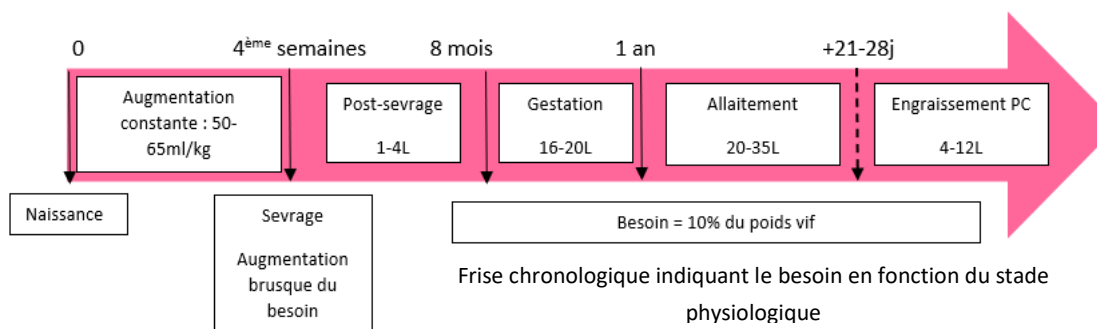 0
4ème semaines
8 mois
1 an
+21-28j
Augmentation
constante : 50-
65ml/kg
Post-sevrage
1-4L
Gestation
16-20L
Allaitement
20-35L
Engraissement PC
4-12L
Naissance
Sevrage
Augmentation
brusque du
besoin
Besoin = 10% du poids vif
Frise chronologique indiquant le besoin en fonction du stade
physiologique